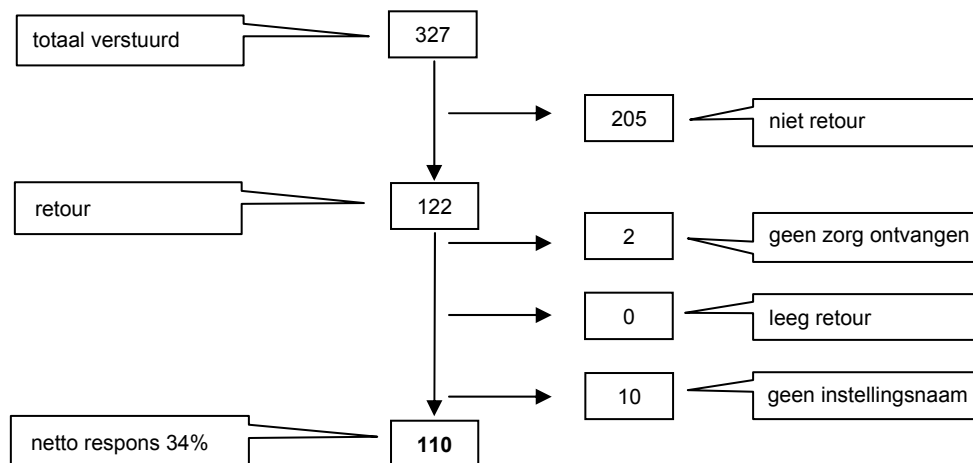 totaal verstuurd
327
205
niet retour
retour
122
2
geen zorg ontvangen
0
leeg retour
10
geen instellingsnaam
netto respons 34%
110